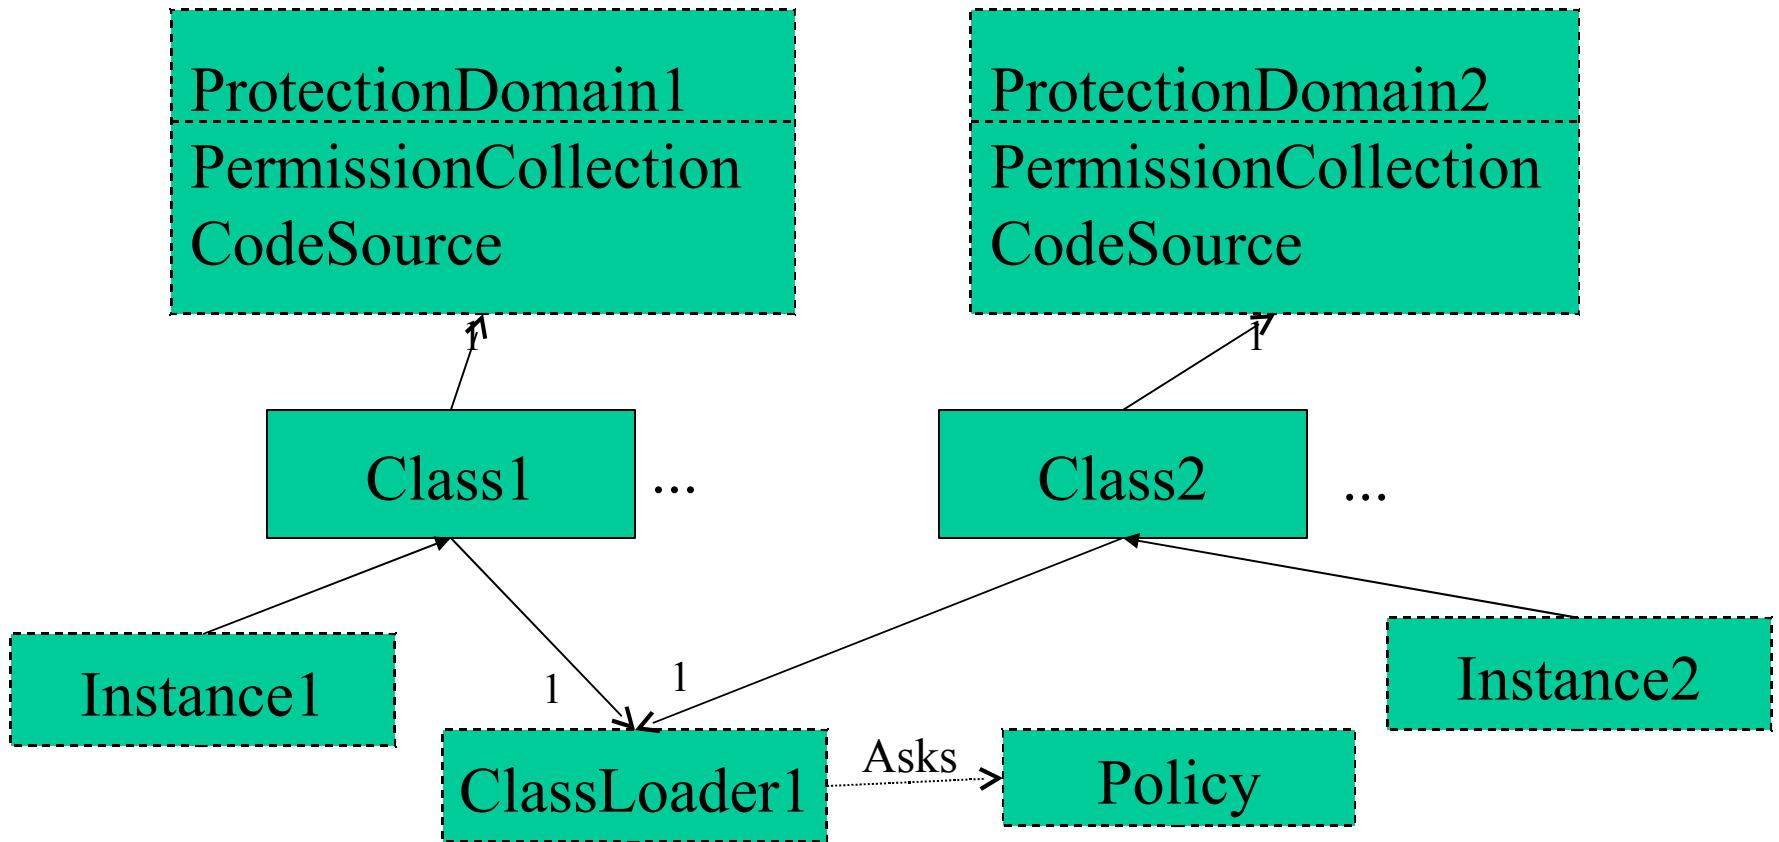 ProtectionDomain1
PermissionCollection
CodeSource
ProtectionDomain2
PermissionCollection
CodeSource
1
1
Class1
...
Class2
...
Instance1
1
1
Instance2
ClassLoader1
Asks
Policy